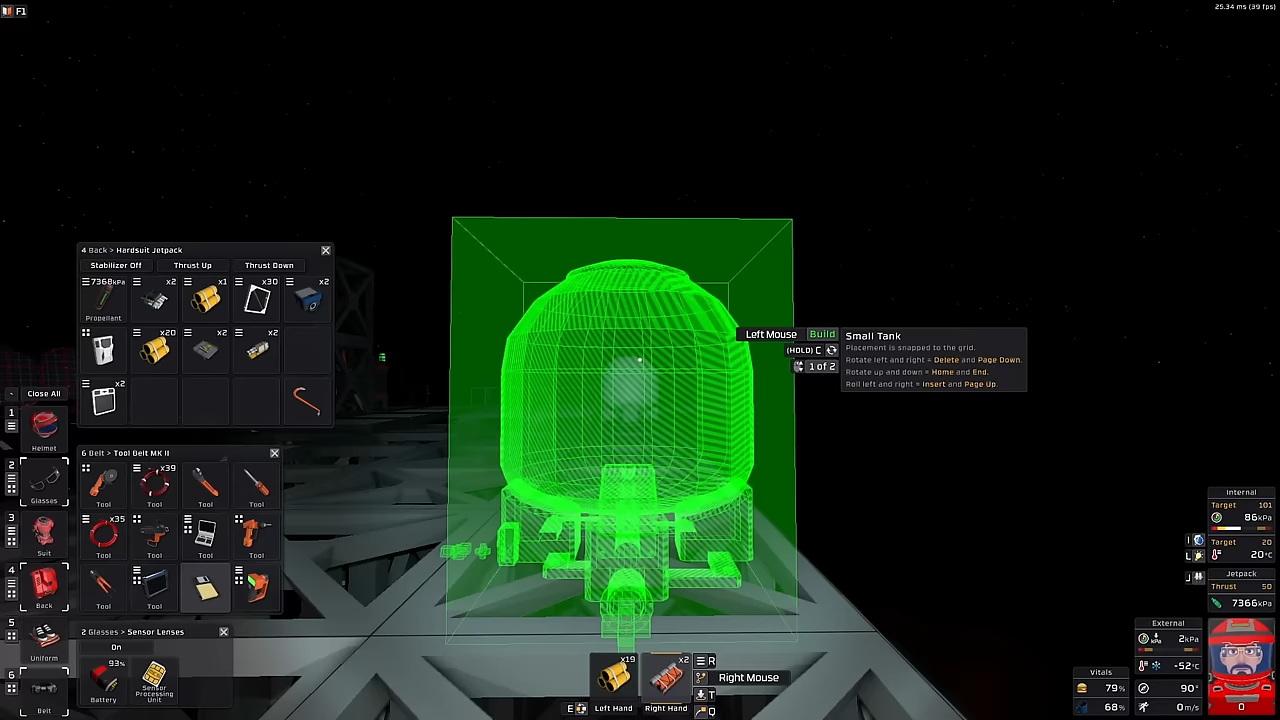 F1
25.34 ms (39 fps)
4 Back > Hardsuit Jetpack
Stabilizer Off Thrust Up Thrust Down
7368kPa x2 x1 x30 x2
Propellant
x20 x2 x2
x2
Close All
1
Helmet
2
Glasses
3
Suit
4
Back
5
Uniform
6
Belt
6 Belt > Tool Belt MK II
x39
Tool Tool Tool Tool
x35
Tool Tool Tool Tool
Tool Tool
2 Glasses > Sensor Lenses
On
93%
Battery
Sensor Processing Unit
Left Mouse Build
(HOLD) C
1 of 2
Small Tank
Placement is snapped to the grid.
Rotate left and right = Delete and Page Down.
Rotate up and down = Home and End.
Roll left and right = Insert and Page Up.
x19 x2
E Left Hand Right Hand
R
Right Mouse
T
Q
Internal
Target 101
86kPa
Target 20
20°C
I
L
J
Jetpack
Thrust 50
7366kPa
External
2kPa
-52°C
90°
0m/s
Vitals
79%
68%
0